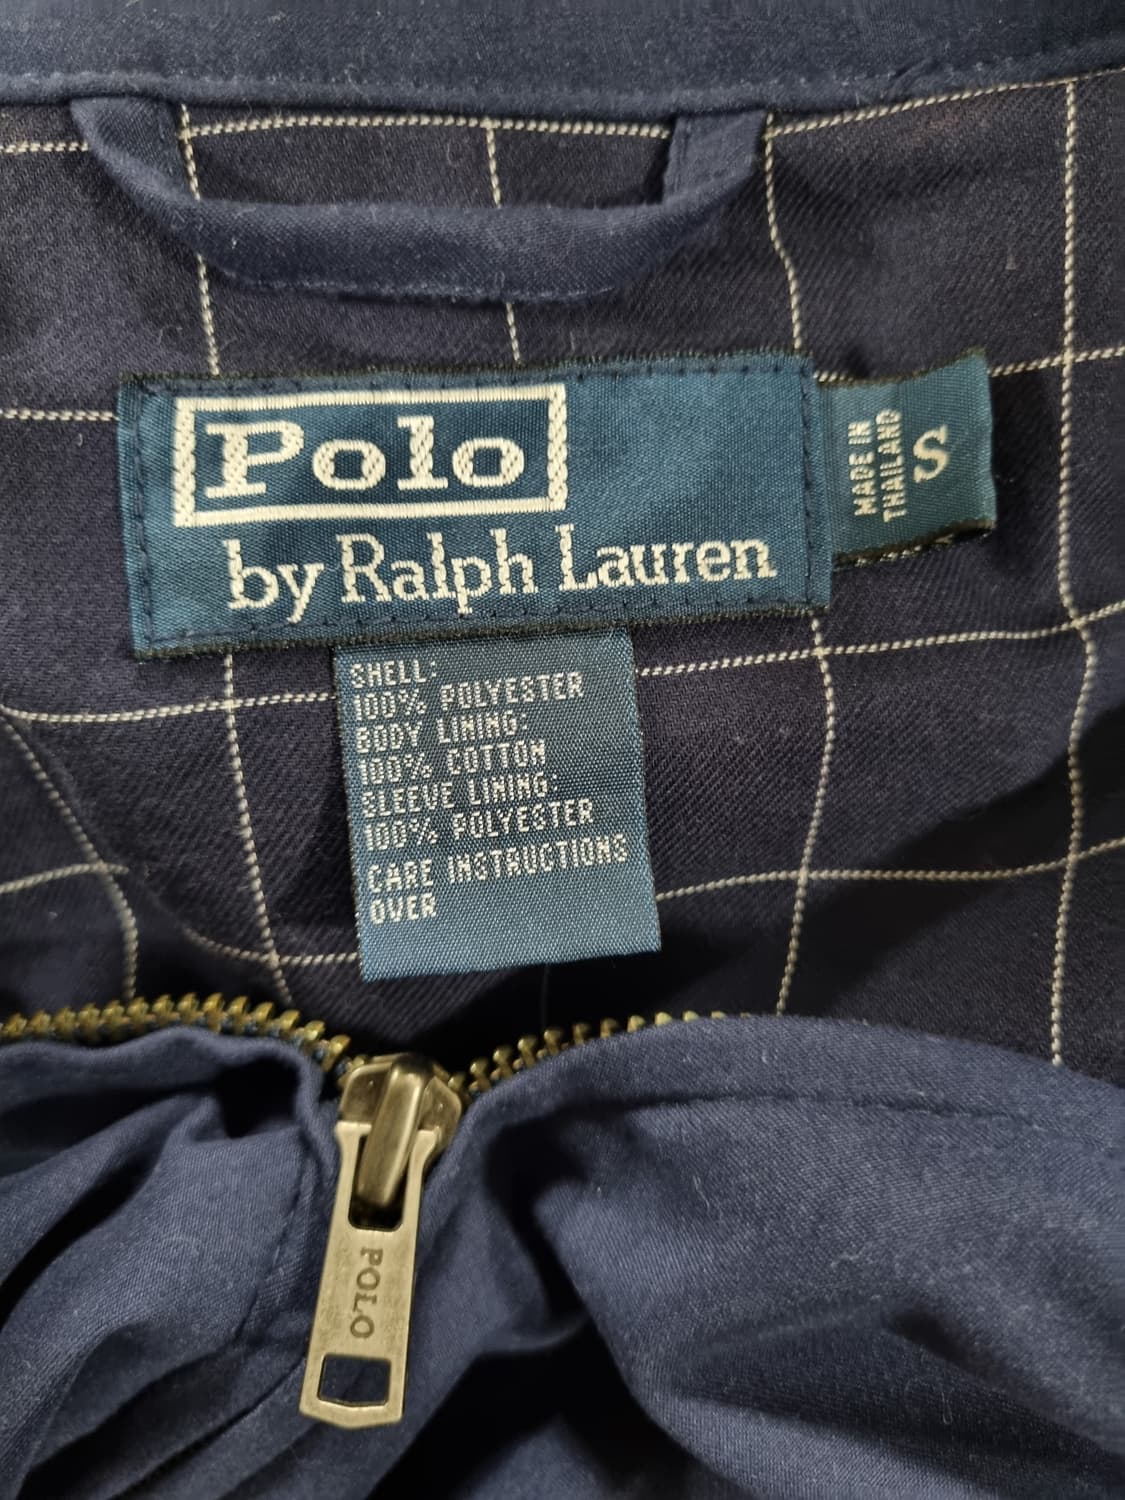 Polo
by Ralph Lauren
MADE IN
THAILAND
S
SHELL:
100% POLYESTER
BODY LINING:
100% COTTON
SLEEVE LINING:
100% POLYESTER
CARE INSTRUCTIONS
OVER
POLO